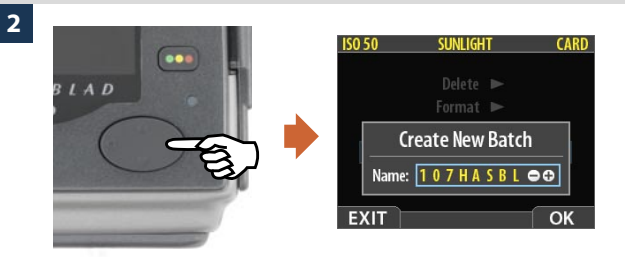 2
BLAD
ISO 50 SUNLIGHT CARD
Delete ►
Format ►
Create New Batch
Name: 107HASBL
EXIT OK